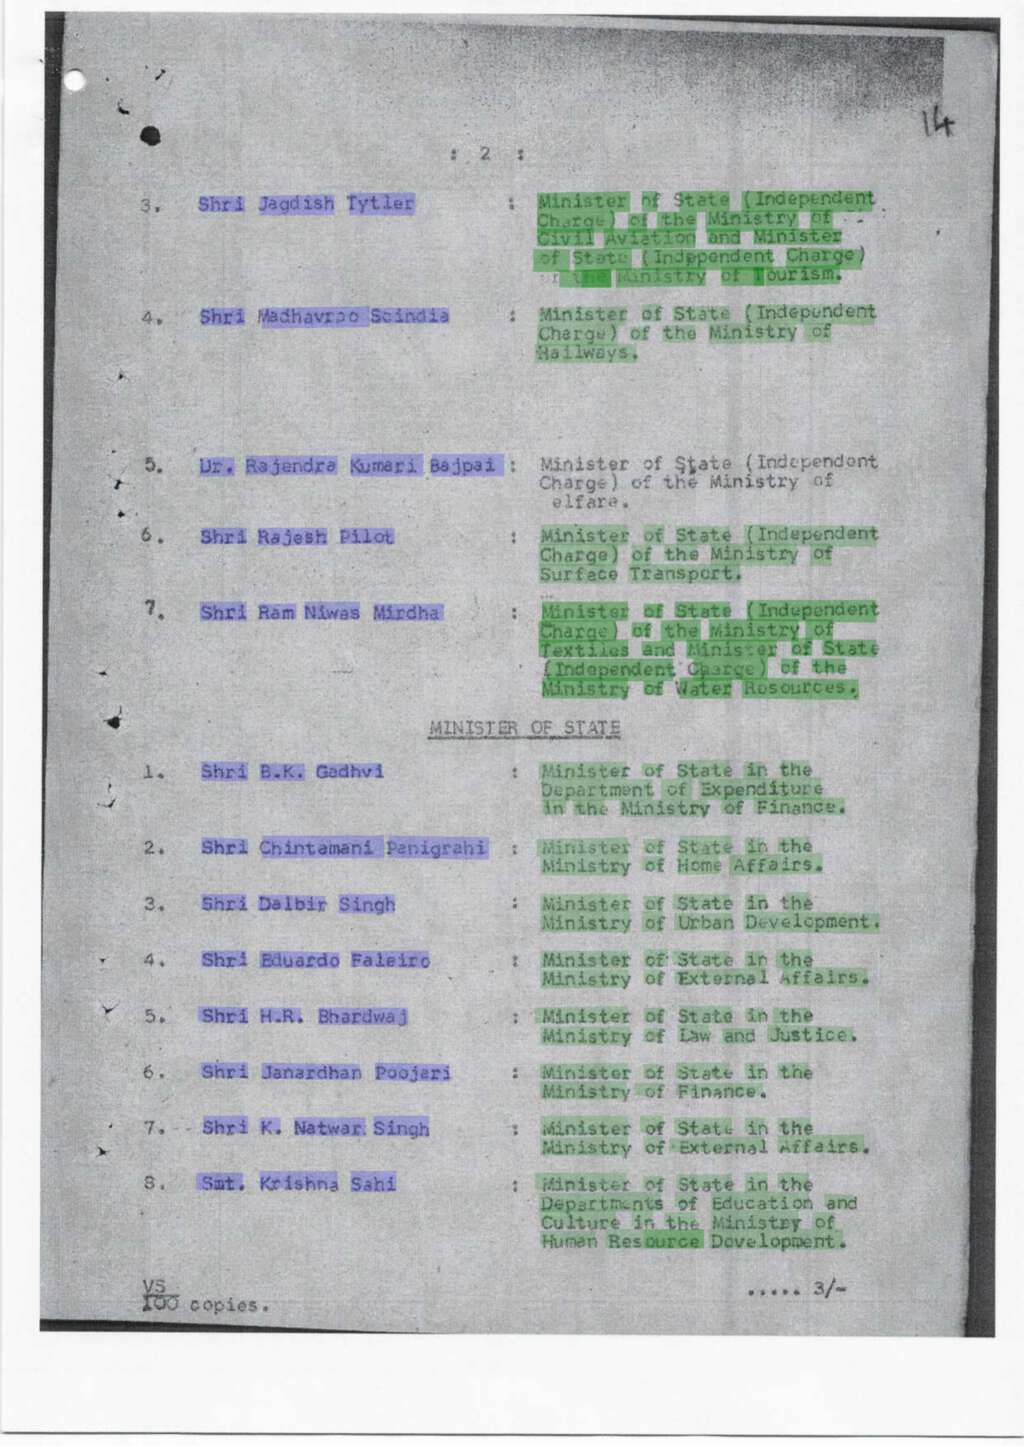 14
: 2 :
3. Shri Jagdish Tytler : Minister of State (Independent
Charge) of the Ministry of
Civil Aviation and Minister
of State (Independent Charge)
the Ministry of Tourism.
4. Shri Madhavrao Scindia : Minister of State (Independent
Charge) of the Ministry of
Railways.
5. Dr. Rajendra Kumari Bajpai : Minister of State (Independent
Charge) of the Ministry of
elfare.
6. Shri Rajesh Pilot : Minister of State (Independent
Charge) of the Ministry of
Surface Transport.
7. Shri Ram Niwas Mirdha : Minister of State (Independent
Charge) of the Ministry of
Textiles and Minister of State
(Independent Charge) of the
Ministry of Water Resources.
MINISTER OF STATE
1. Shri B.K. Gadhvi : Minister of State in the
Department of Expenditure
in the Ministry of Finance.
2. Shri Chintamani Panigrahi : Minister of State in the
Ministry of Home Affairs.
3. Shri Dalbir Singh : Minister of State in the
Ministry of Urban Development.
4. Shri Eduardo Faleiro : Minister of State in the
Ministry of External Affairs.
5. Shri H.R. Bhardwaj : Minister of State in the
Ministry of Law and Justice.
6. Shri Janardhan Poojari : Minister of State in the
Ministry of Finance.
7. Shri K. Natwar Singh : Minister of State in the
Ministry of External Affairs.
8. Smt. Krishna Sahi : Minister of State in the
Departments of Education and
Culture in the Ministry of
Human Resource Development.
VS
100 copies.
..... 3/-